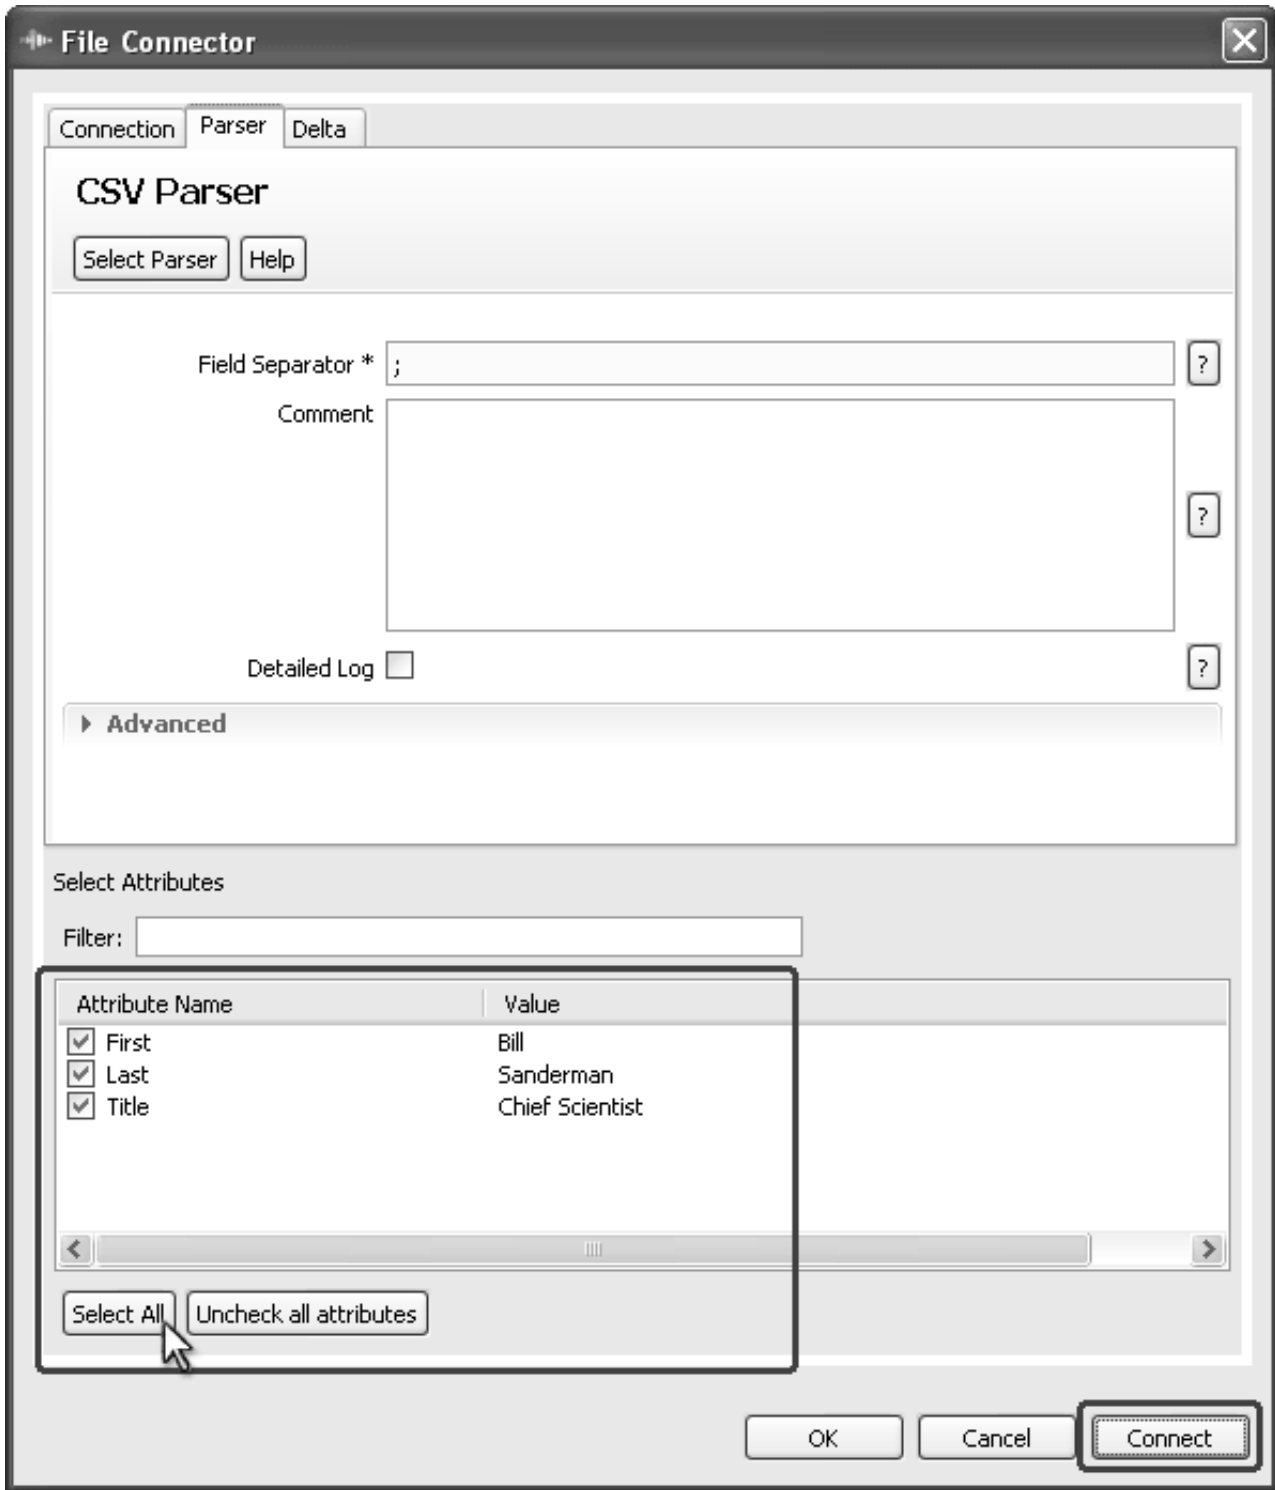 File Connector
Connection Parser Delta
CSV Parser
Select Parser Help
Field Separator * ; ?
Comment
?
Detailed Log ?
Advanced
Select Attributes
Filter:
Attribute Name Value
First Bill
Last Sanderman
Title Chief Scientist
Select All Uncheck all attributes
OK Cancel Connect